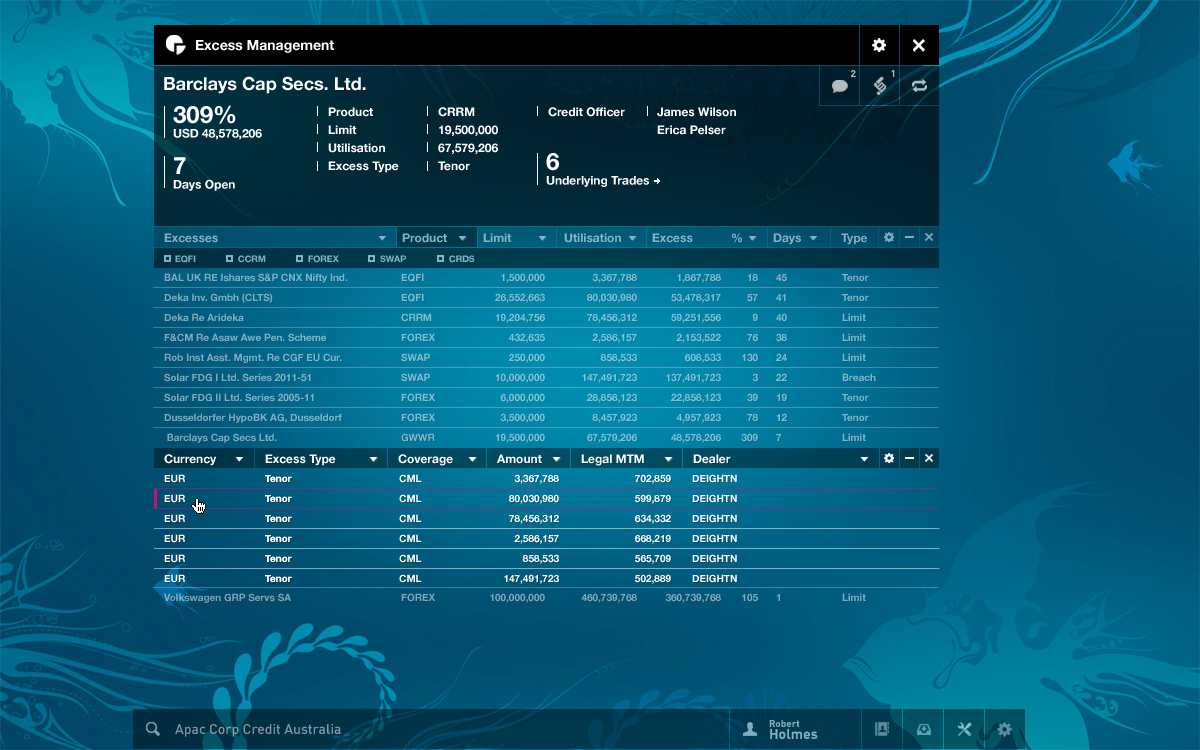 Excess Management
Barclays Cap Secs. Ltd.
2
1
309%
USD 48,578,206
7
Days Open
Product CRRM
Limit 19,500,000
Utilisation 67,579,206
Excess Type Tenor
Credit Officer James Wilson
Erica Pelser
6
Underlying Trades →
Excesses Product Limit Utilisation Excess % Days Type
EQFI CCRM FOREX SWAP CRDS
BAL UK RE Ishares S&P CNX Nifty Ind. EQFI 1,500,000 3,367,788 1,867,788 18 45 Tenor
Deka Inv. Gmbh (CLTS) EQFI 26,552,663 80,030,980 53,478,317 57 41 Tenor
Deka Re Arideka CRRM 19,204,756 78,456,312 59,251,556 9 40 Limit
F&CM Re Asaw Awe Pen. Scheme FOREX 432,635 2,586,157 2,153,522 76 38 Limit
Rob Inst Asst. Mgmt. Re CGF EU Cur. SWAP 250,000 858,533 608,533 130 24 Limit
Solar FDG I Ltd. Series 2011-51 SWAP 10,000,000 147,491,723 137,491,723 3 22 Breach
Solar FDG II Ltd. Series 2005-11 FOREX 6,000,000 28,858,123 22,858,123 39 19 Tenor
Dusseldorfer HypoBK AG, Dusseldorf FOREX 3,500,000 8,457,923 4,957,923 78 12 Tenor
Barclays Cap Secs Ltd. GWWR 19,500,000 67,579,206 48,578,206 309 7 Limit
Currency Excess Type Coverage Amount Legal MTM Dealer
EUR Tenor CML 3,367,788 702,859 DEIGHTN
EUR Tenor CML 80,030,980 599,879 DEIGHTN
EUR Tenor CML 78,456,312 634,332 DEIGHTN
EUR Tenor CML 2,586,157 668,219 DEIGHTN
EUR Tenor CML 858,533 565,709 DEIGHTN
EUR Tenor CML 147,491,723 502,889 DEIGHTN
Volkswagen GRP Servs SA FOREX 100,000,000 460,739,768 360,739,768 105 1 Limit
Apac Corp Credit Australia
Robert
Holmes